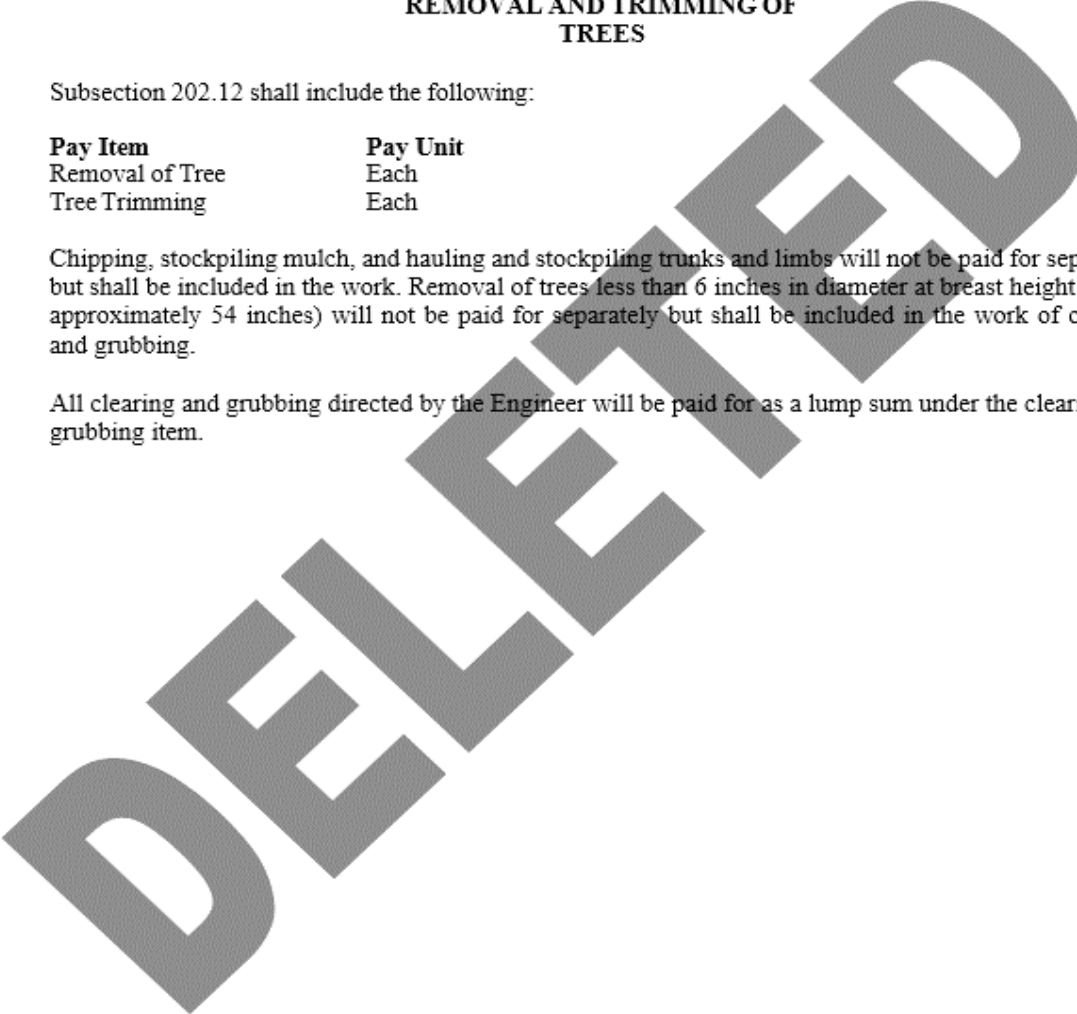 REMOVAL AND TRIMMING OF
TREES
Subsection 202.12 shall include the following:
Pay Item Pay Unit
Removal of Tree Each
Tree Trimming Each
Chipping, stockpiling mulch, and hauling and stockpiling trunks and limbs will not be paid for sep
but shall be included in the work. Removal of trees less than 6 inches in diameter at breast height
approximately 54 inches) will not be paid for separately but shall be included in the work of c
and grubbing.
All clearing and grubbing directed by the Engineer will be paid for as a lump sum under the clear
grubbing item.
DELETED